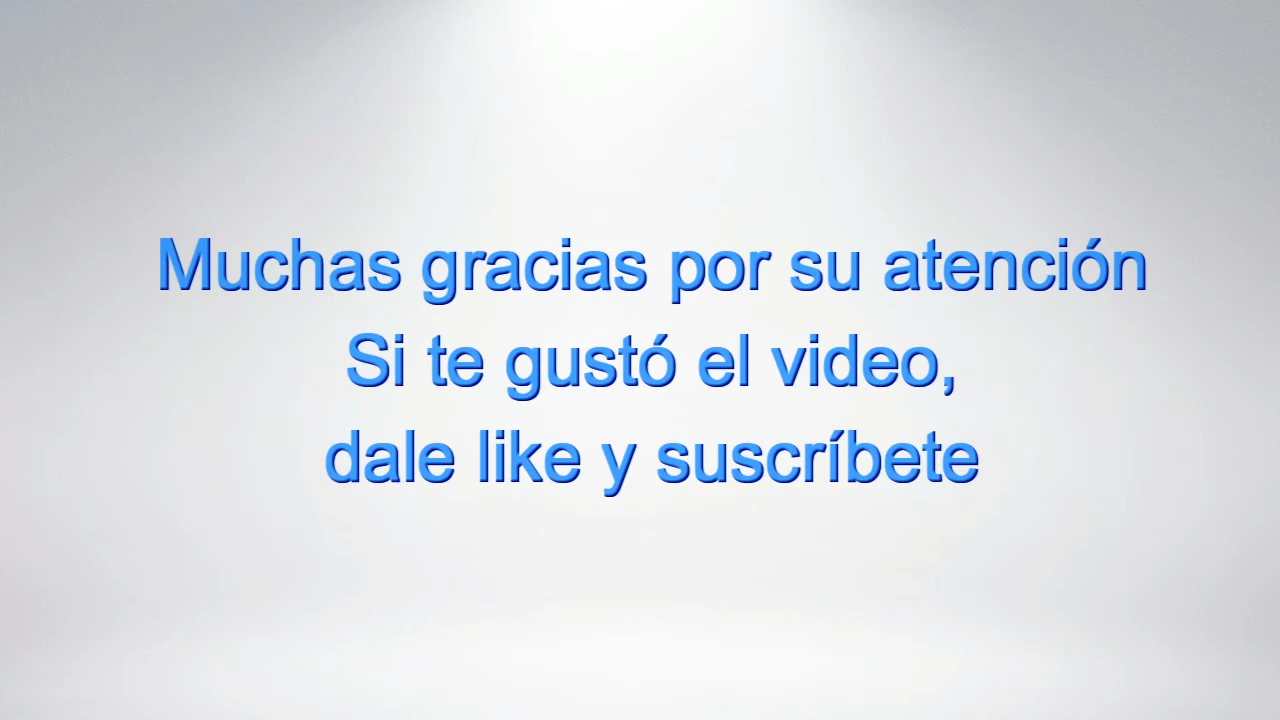 Muchas gracias por su atención
Si te gustó el video,
dale like y suscríbete